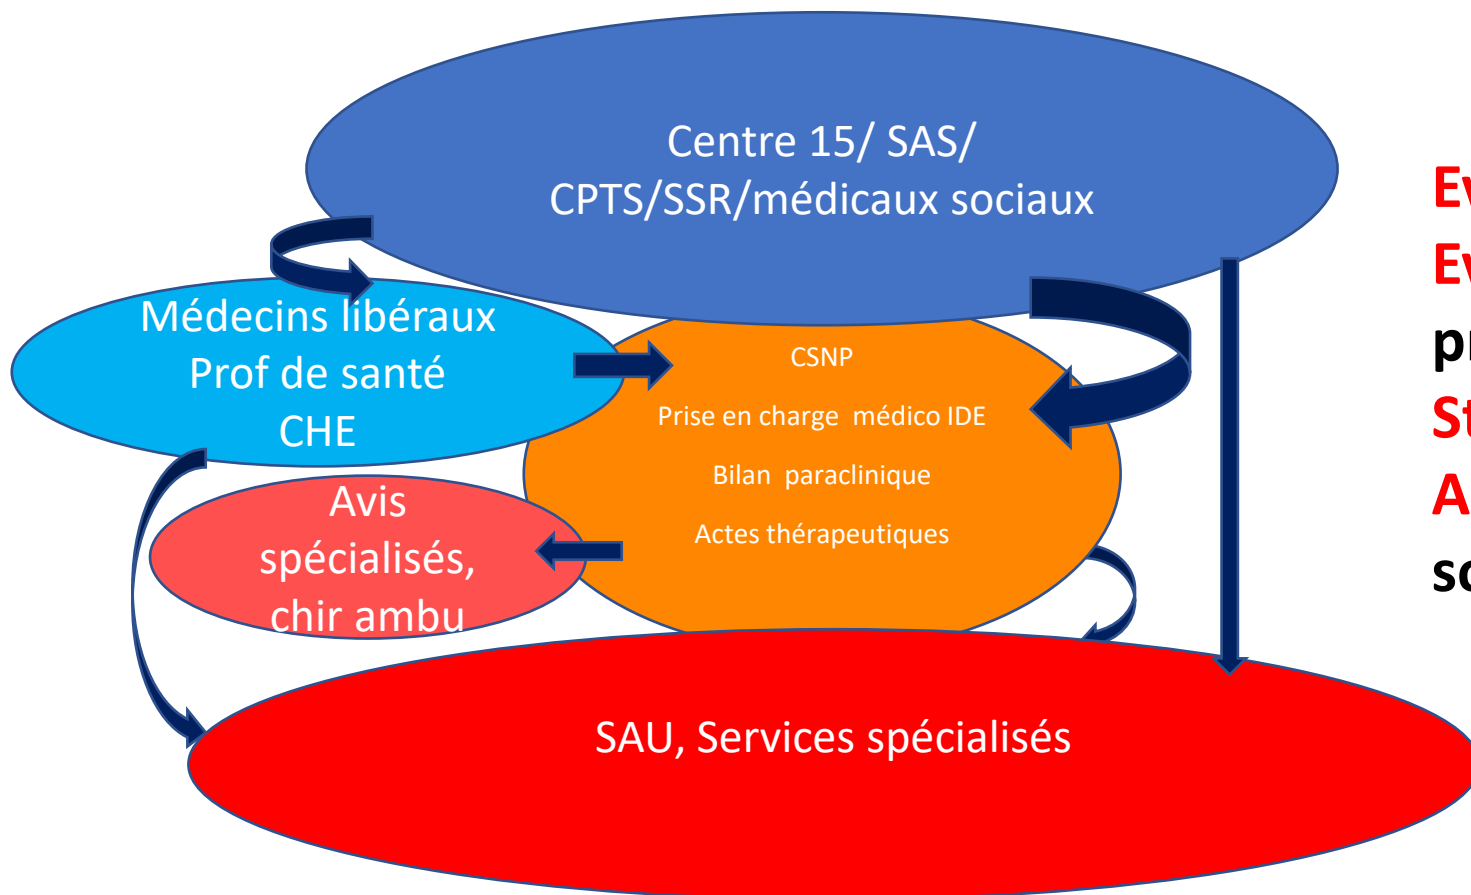 Centre 15/ SAS/
CPTS/SSR/médicaux sociaux
Médecins libéraux
Prof de santé
CHE
CSNP
Prise en charge médico IDE
Bilan paraclinique
Actes thérapeutiques
Avis
spécialisés,
chir ambu
SAU, Services spécialisés